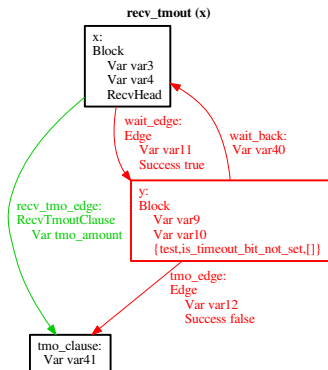 recv_tmout (x)
x:
Block
Var var3
Var var4
RecvHead
wait_edge:
Edge
Var var11
Success true
wait_back:
Var var40
recv_tmo_edge:
RecvTmoutClause
Var tmo_amount
y:
Block
Var var9
Var var10
{test,is_timeout_bit_not_set,[]}
tmo_edge:
Edge
Var var12
Success false
tmo_clause:
Var var41